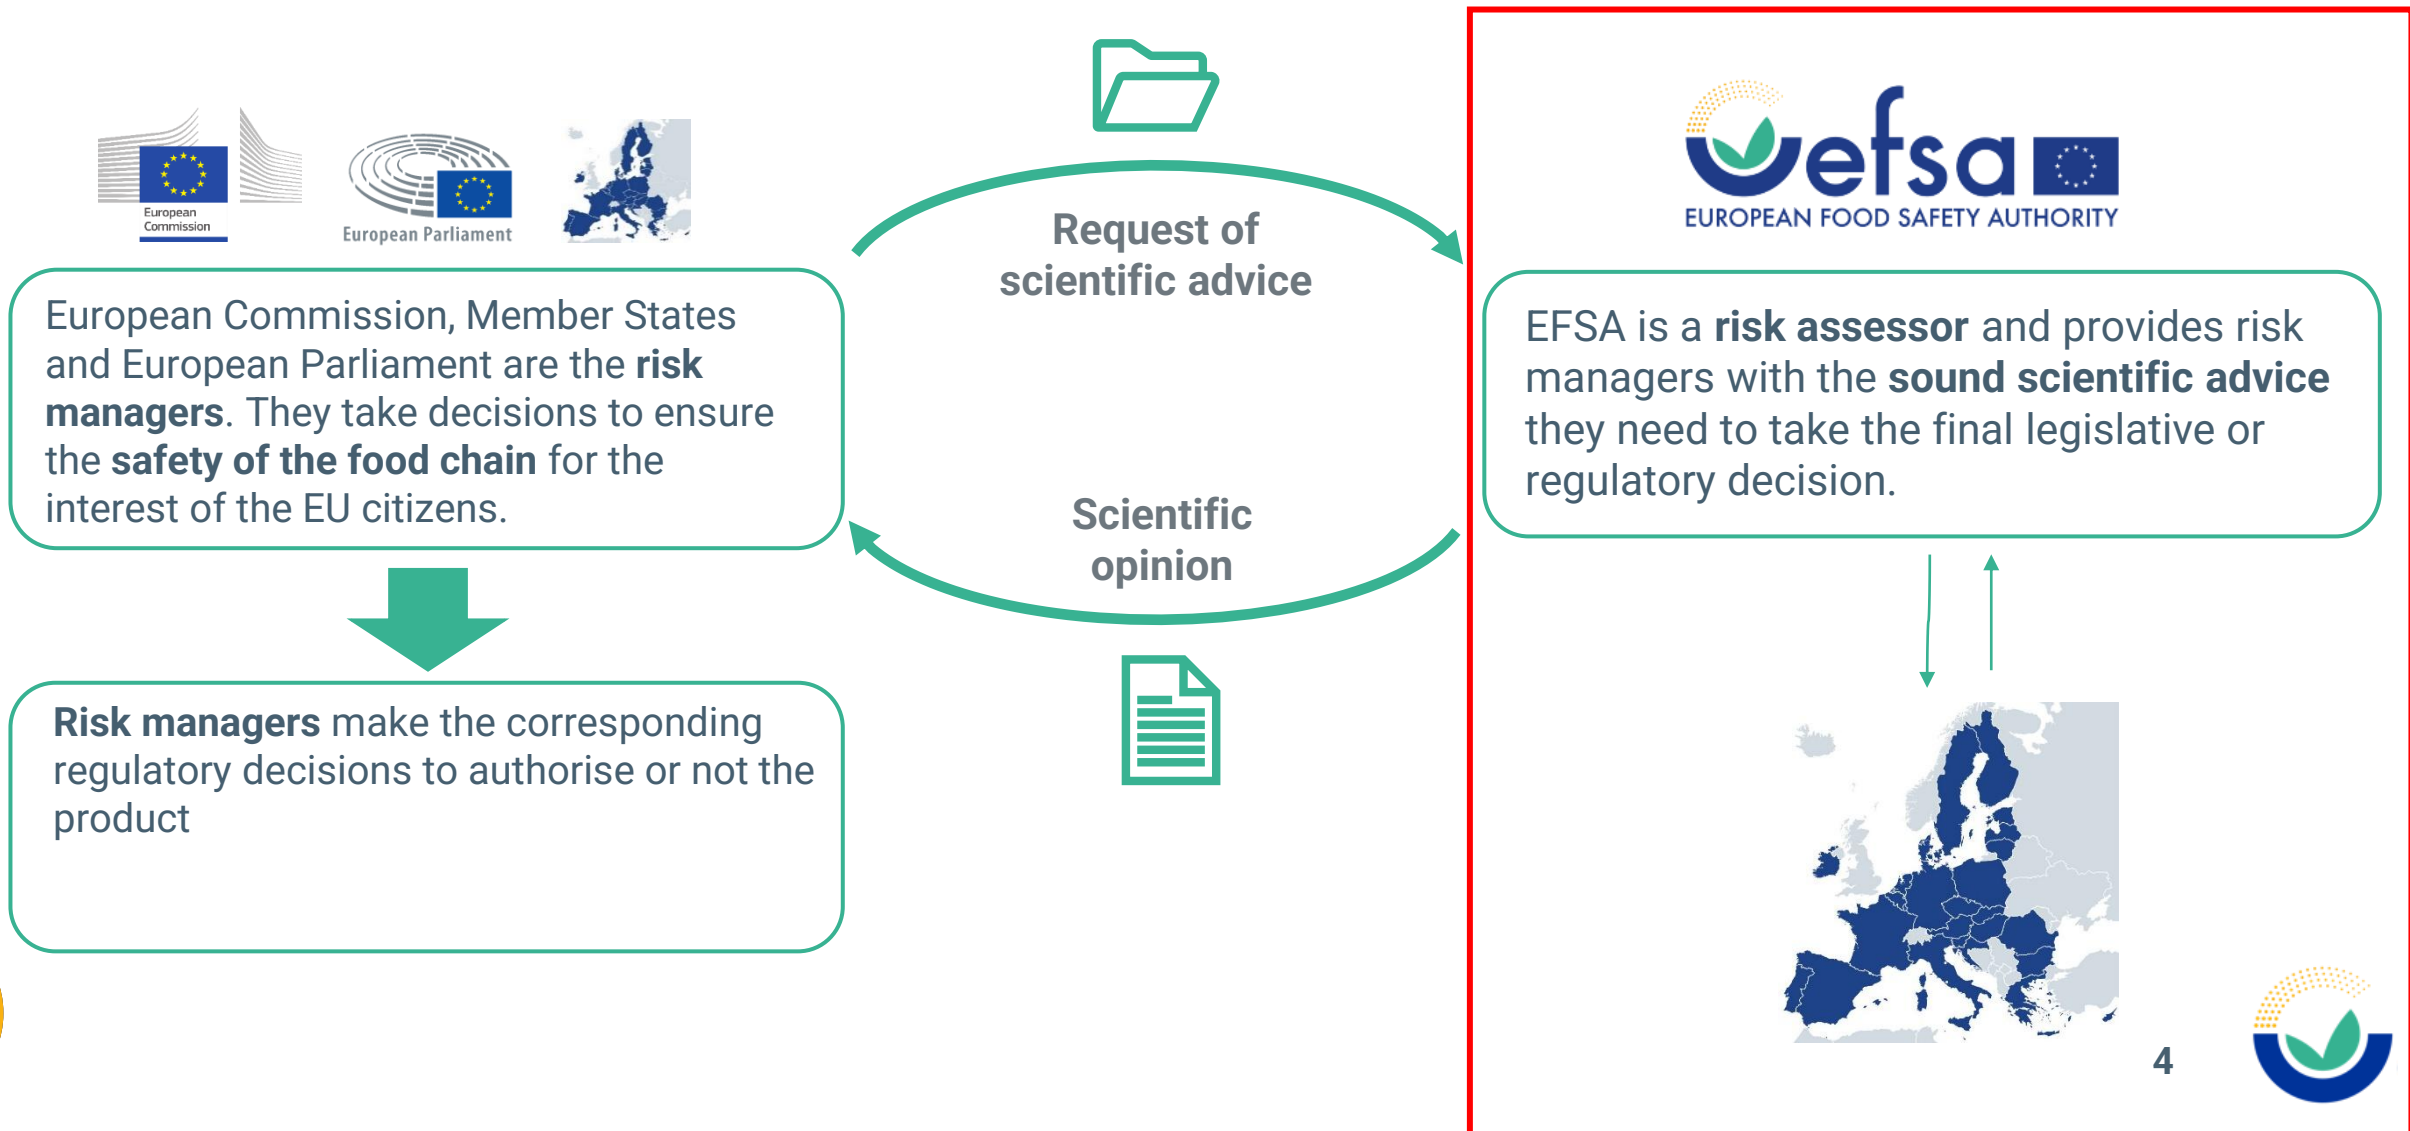 European
Commission
European Parliament
European Commission, Member States
and European Parliament are the risk
managers. They take decisions to ensure
the safety of the food chain for the
interest of the EU citizens.
Risk managers make the corresponding
regulatory decisions to authorise or not the
product
Request of
scientific advice
Scientific
opinion
efsa
EUROPEAN FOOD SAFETY AUTHORITY
EFSA is a risk assessor and provides risk
managers with the sound scientific advice
they need to take the final legislative or
regulatory decision.
4